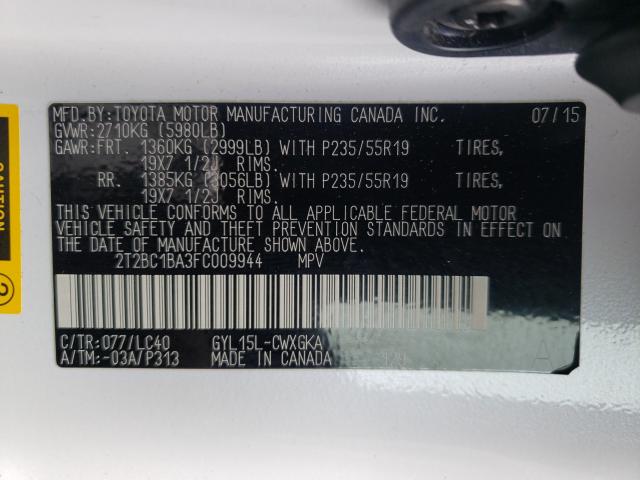 MFD.BY:TOYOTA MOTOR MANUFACTURING CANADA INC. 07/15
GVWR:2710KG (5980LB)
GAWR:FRT. 1360KG (2999LB) WITH P235/55R19 TIRES,
19X7 1/2J RIMS.
RR. 1385KG (3056LB) WITH P235/55R19 TIRES,
19X7 1/2J RIMS.
THIS VEHICLE CONFORMS TO ALL APPLICABLE FEDERAL MOTOR
VEHICLE SAFETY AND THEFT PREVENTION STANDARDS IN EFFECT ON
THE DATE OF MANUFACTURE SHOWN ABOVE.
2T2BC1BA3FC009944 MPV
C/TR:077/LC40 GYL15L-CWXGKA
A/TM:-03A/P313 MADE IN CANADA A
CAUTION
2